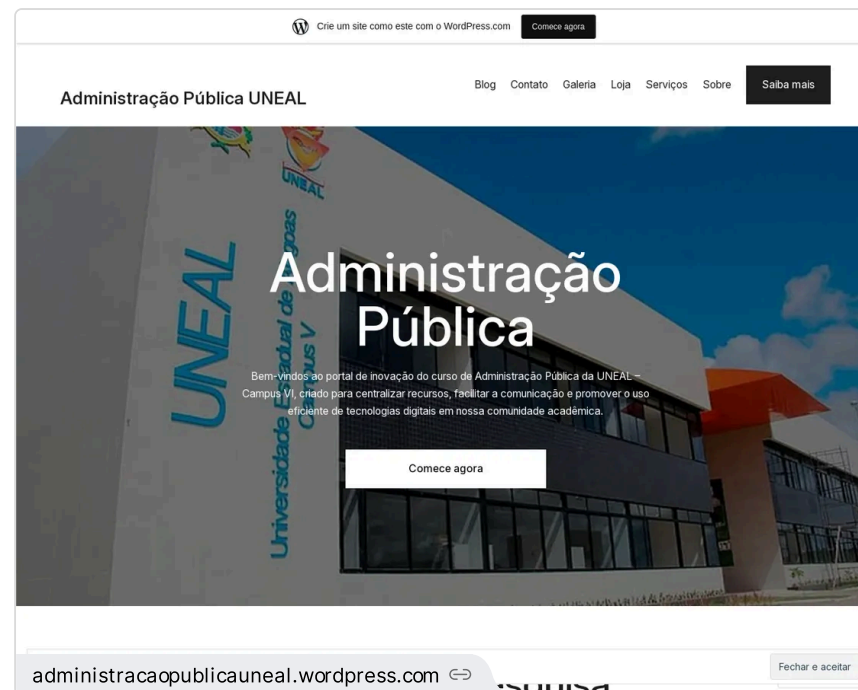 Crie um site como este com o WordPress.com
Comece agora
Administração Pública UNEAL
Blog Contato Galeria Loja Serviços Sobre Saiba mais
UNEAL
UNEAL
Universidade Estadual de Alagoas
Campus V
Administração
Pública
Bem-vindos ao portal de inovação do curso de Administração Pública da UNEAL –
Campus VI, criado para centralizar recursos, facilitar a comunicação e promover o uso
eficiente de tecnologias digitais em nossa comunidade acadêmica.
Comece agora
Fechar e aceitar
administracaopublicauneal.wordpress.com